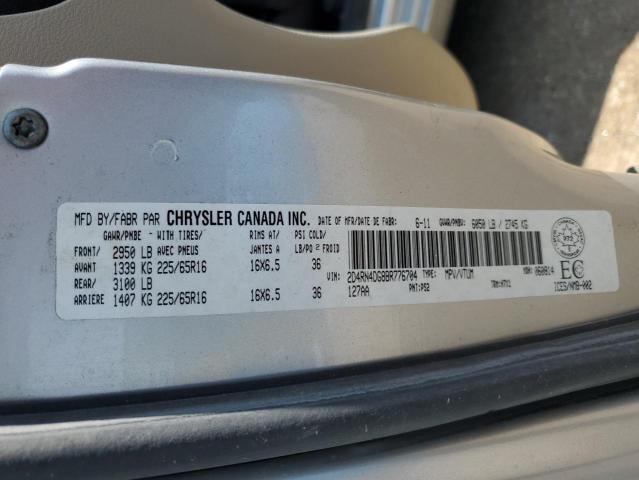 MFD BY/FABR PAR CHRYSLER CANADA INC. DATE OF MFR/DATE DE FABR: 6-11 GVWR/PNBV: 6050 LB / 2745 KG
GAWR/PNBE - WITH TIRES/ RIMS AT/ PSI COLD/
FRONT/ 2950 LB AVEC PNEUS JANTES A LB/PO² FROID
AVANT 1339 KG 225/65R16 16X6.5 36
REAR/ 3100 LB
ARRIERE 1407 KG 225/65R16 16X6.5 36
VIN: 2D4RN4DG8BR776704 TYPE: MPV/VTUM MDH: 060814
127AA PNT: PS2
EC
ICES/NMB-002
972